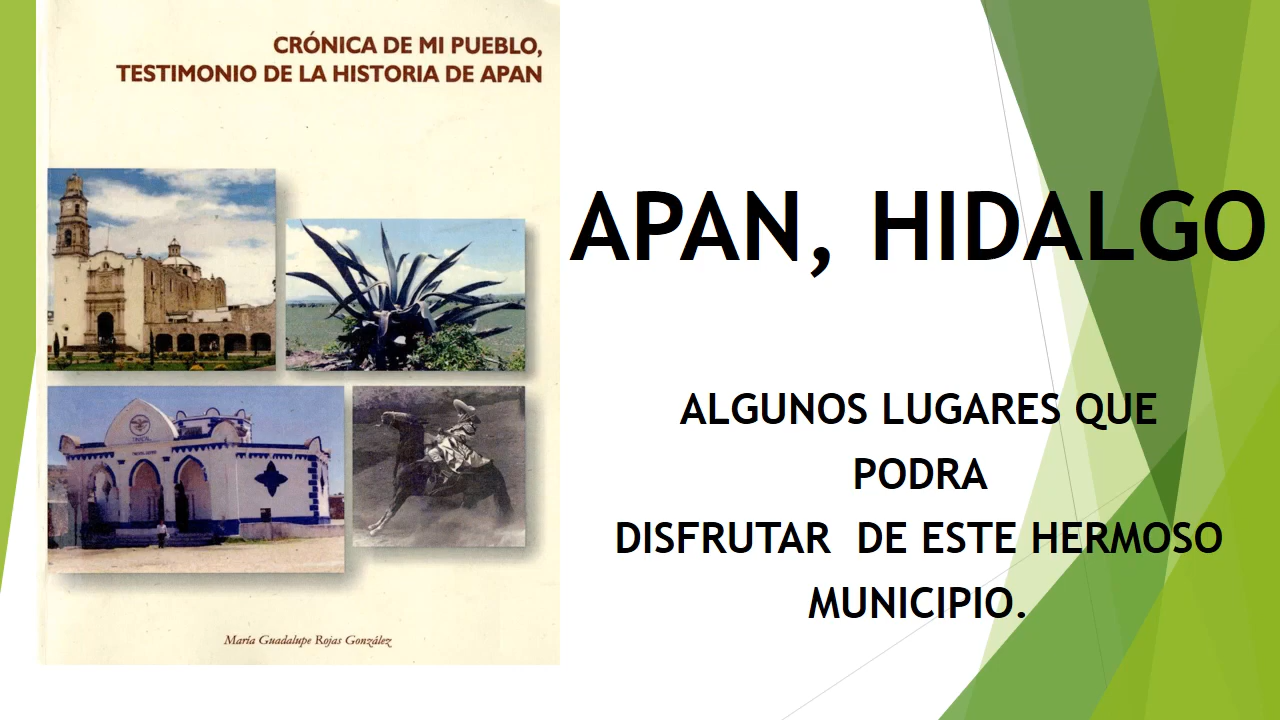 CRÓNICA DE MI PUEBLO,
TESTIMONIO DE LA HISTORIA DE APAN
María Guadalupe Rojas González
APAN, HIDALGO
ALGUNOS LUGARES QUE
PODRA
DISFRUTAR  DE ESTE HERMOSO
MUNICIPIO.